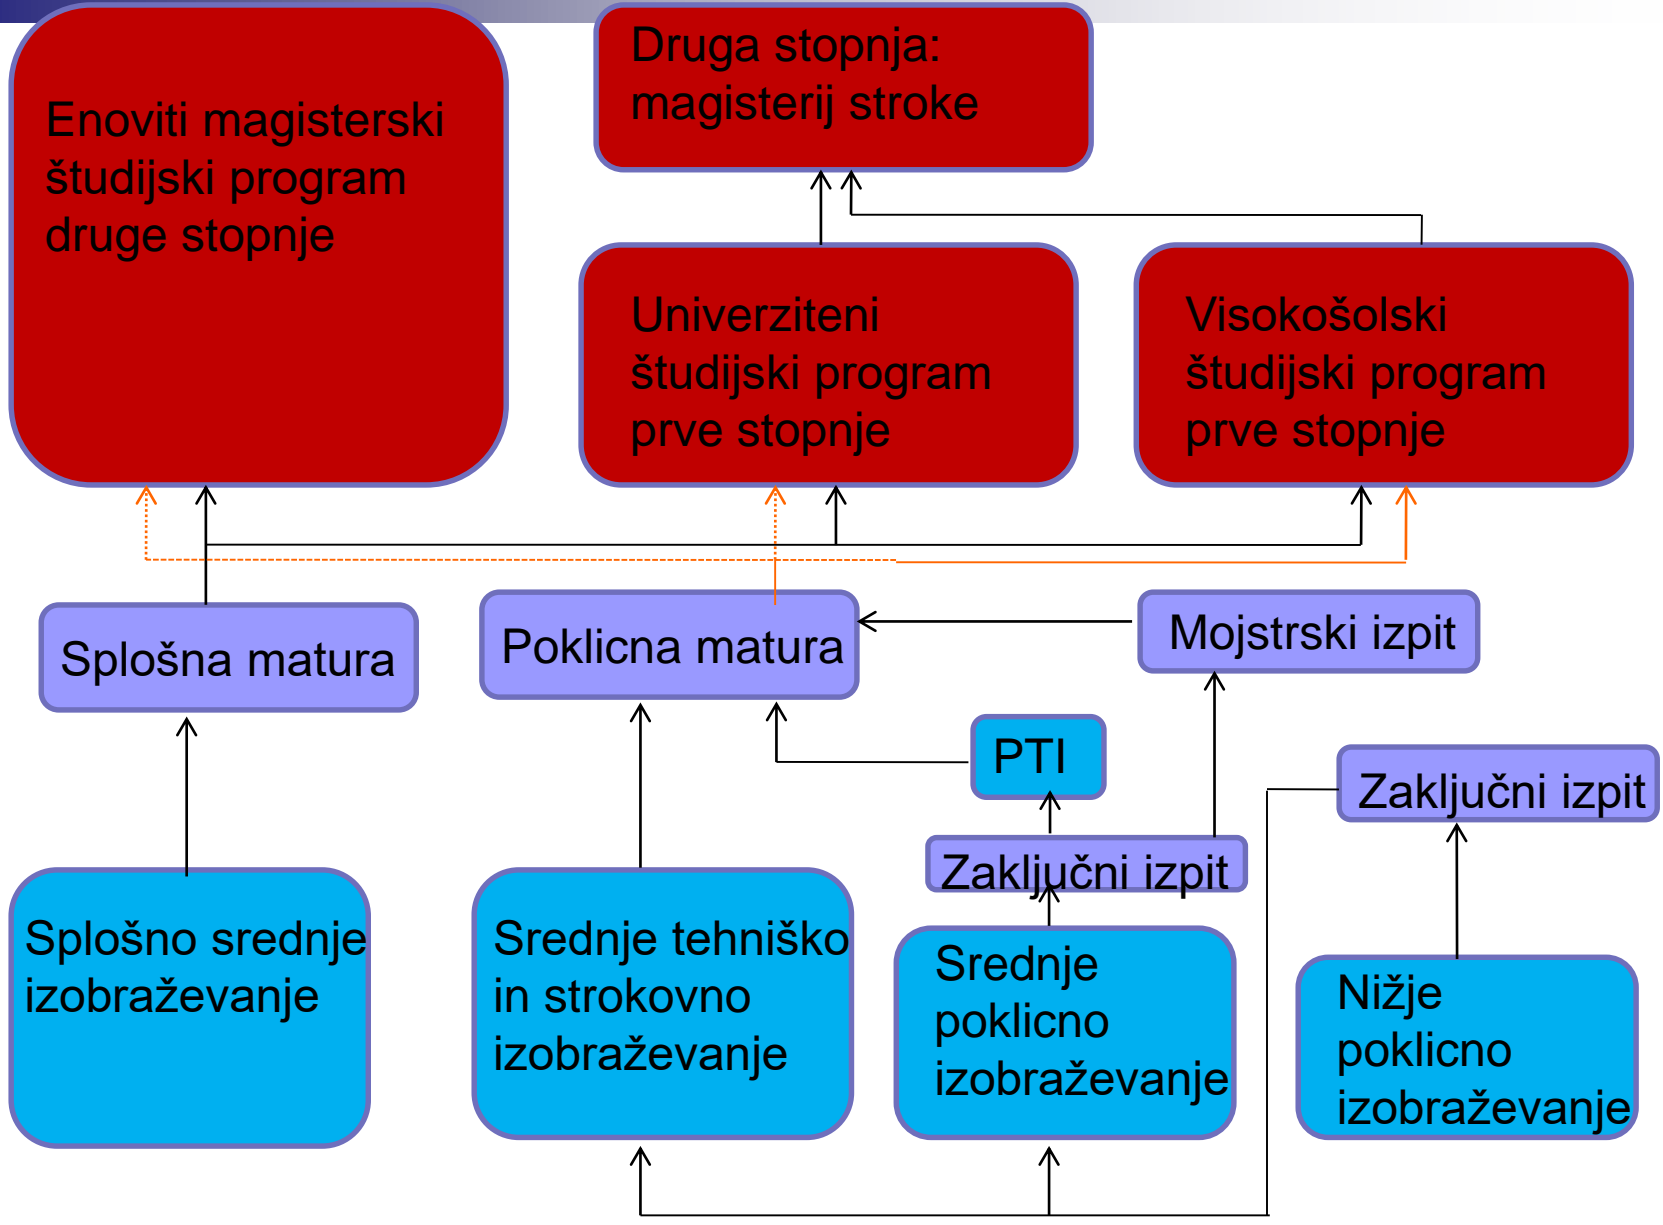 Enoviti magisterski
študijski program
druge stopnje
Druga stopnja:
magisterij stroke
Univerziteni
študijski program
prve stopnje
Visokošolski
študijski program
prve stopnje
Splošna matura
Poklicna matura
Mojstrski izpit
PTI
Zaključni izpit
Zaključni izpit
Splošno srednje
izobraževanje
Srednje tehniško
in strokovno
izobraževanje
Srednje
poklicno
izobraževanje
Nižje
poklicno
izobraževanje